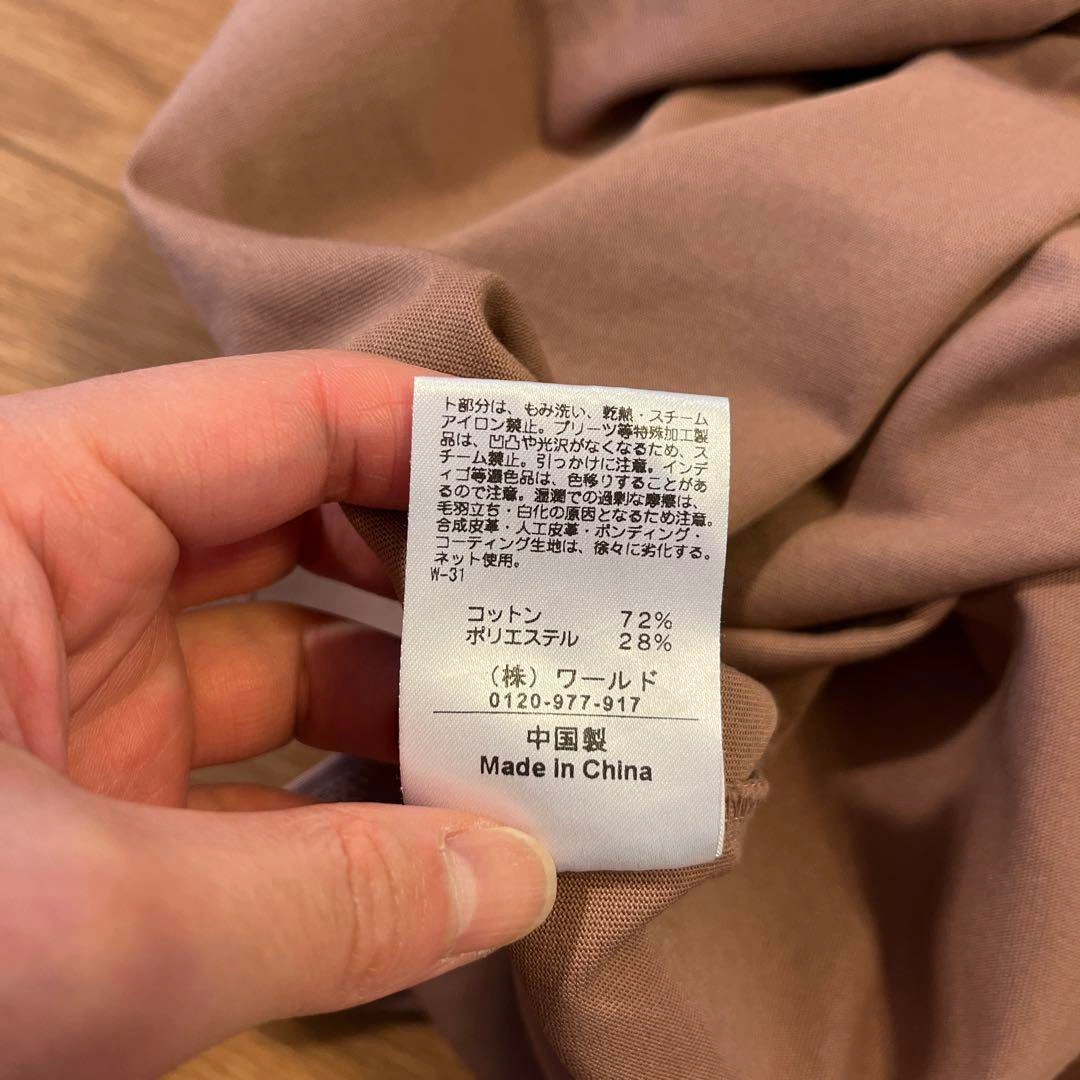 ト部分は、もみ洗い、乾熱・スチーム
アイロン禁止。プリーツ等特殊加工製
品は、凹凸や光沢がなくなるため、ス
チーム禁止。引っかけに注意。インデ
ィゴ等濃色品は、色移りすることがあ
るので注意。湿潤での過剰な摩擦は、
毛羽立ち・白化の原因となるため注意。
合成皮革・人工皮革・ボンディング・
コーティング生地は、徐々に劣化する。
ネット使用。
W-31
コットン 72%
ポリエステル 28%
(株)ワールド
0120-977-917
中国製
Made in China